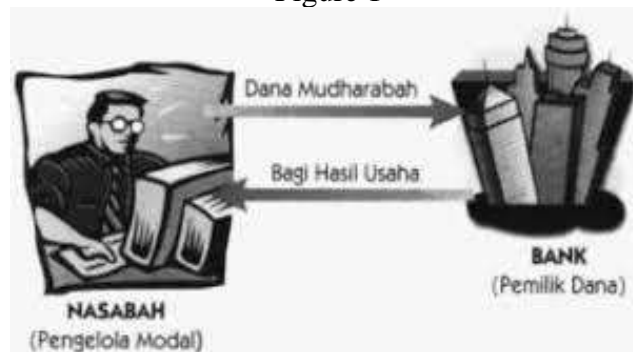 Dana Mudharabah
Bagi Hasil Usaha
NASABAH
(Pengelola Modal)
BANK
(Pemilik Dana)